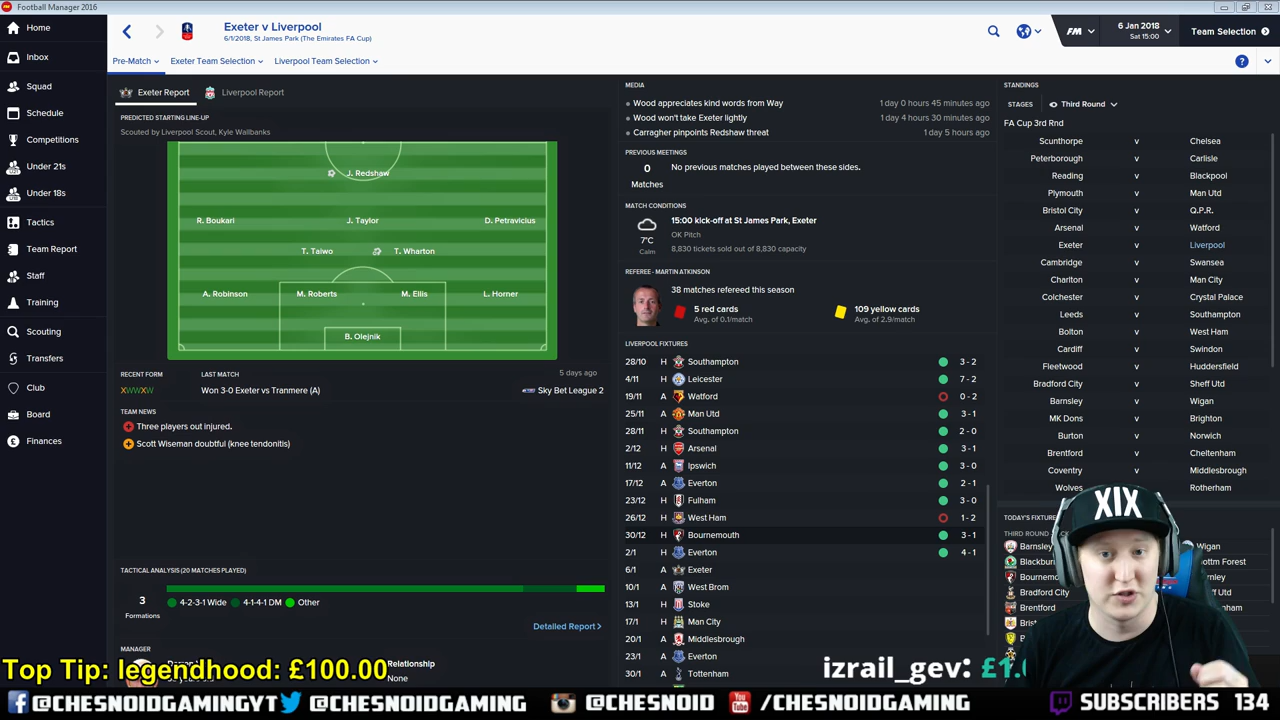 Football Manager 2016
Home
Inbox
Squad
Schedule
Competitions
Under 21s
Under 18s
Tactics
Team Report
Staff
Training
Scouting
Transfers
Club
Board
Finances
Exeter v Liverpool
6/1/2018, St James Park (The Emirates FA Cup)
FM
6 Jan 2018
Sat 15:00
Team Selection
Pre-Match
Exeter Team Selection
Liverpool Team Selection
?
Exeter Report
Liverpool Report
PREDICTED STARTING LINE-UP
Scouted by Liverpool Scout, Kyle Wallbanks
J. Redshaw
R. Boukari
J. Taylor
D. Petravicius
T. Taiwo
T. Wharton
A. Robinson
M. Roberts
M. Ellis
L. Horner
B. Olejnik
RECENT FORM
LAST MATCH
5 days ago
XWWXW
Won 3-0 Exeter vs Tranmere (A)
Sky Bet League 2
TEAM NEWS
Three players out injured.
Scott Wiseman doubtful (knee tendonitis)
TACTICAL ANALYSIS (20 MATCHES PLAYED)
3
Formations
4-2-3-1 Wide
4-1-4-1 DM
Other
Detailed Report >
MANAGER
Relationship
None
MEDIA
Wood appreciates kind words from Way 1 day 0 hours 45 minutes ago
Wood won't take Exeter lightly 1 day 4 hours 30 minutes ago
Carragher pinpoints Redshaw threat 1 day 5 hours ago
PREVIOUS MEETINGS
0 No previous matches played between these sides.
Matches
MATCH CONDITIONS
15:00 kick-off at St James Park, Exeter
7°C OK Pitch
Calm 8,830 tickets sold out of 8,830 capacity
REFEREE - MARTIN ATKINSON
38 matches refereed this season
5 red cards
Avg. of 0.1/match
109 yellow cards
Avg. of 2.9/match
LIVERPOOL FIXTURES
28/10 H Southampton 3 - 2
4/11 H Leicester 7 - 2
19/11 A Watford 0 - 2
25/11 A Man Utd 3 - 1
28/11 H Southampton 2 - 0
2/12 H Arsenal 3 - 1
11/12 A Ipswich 3 - 0
17/12 A Everton 2 - 1
23/12 H Fulham 3 - 0
26/12 H West Ham 1 - 2
30/12 H Bournemouth 3 - 1
2/1 H Everton 4 - 1
6/1 A Exeter
10/1 A West Brom
13/1 H Stoke
17/1 H Man City
20/1 A Middlesbrough
23/1 A Everton
30/1 A Tottenham
STANDINGS
STAGES Third Round
FA Cup 3rd Rnd
Scunthorpe v Chelsea
Peterborough v Carlisle
Reading v Blackpool
Plymouth v Man Utd
Bristol City v Q.P.R.
Arsenal v Watford
Exeter v Liverpool
Cambridge v Swansea
Charlton v Man City
Colchester v Crystal Palace
Leeds v Southampton
Bolton v West Ham
Cardiff v Swindon
Fleetwood v Huddersfield
Bradford City v Sheff Utd
Barnsley v Wigan
MK Dons v Brighton
Burton v Norwich
Brentford v Cheltenham
Coventry v Middlesbrough
Wolves Rotherham
TODAY'S FIXTURE
THIRD ROUND
Barnsley Wigan
Bradford City
Brentford
XIX
Top Tip: legendhood: £100.00
izrail_gev: £1.
@CHESNOIDGAMINGYT @CHESNOIDGAMING @CHESNOID /CHESNOIDGAMING SUBSCRIBERS 134